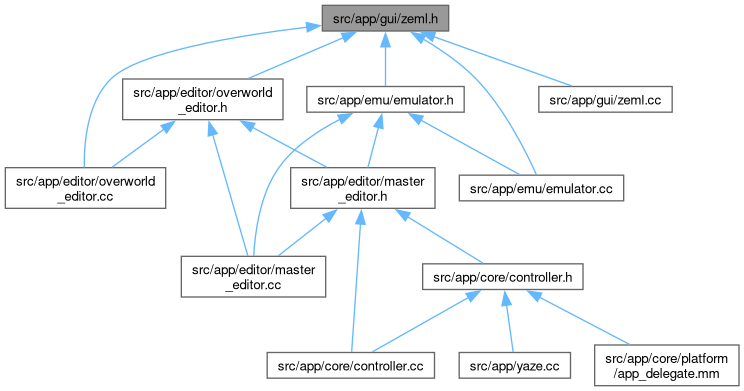 src/app/gui/zeml.h
src/app/editor/overworld
_editor.h
src/app/emu/emulator.h
src/app/gui/zeml.cc
src/app/editor/overworld
_editor.cc
src/app/editor/master
_editor.h
src/app/emu/emulator.cc
src/app/editor/master
_editor.cc
src/app/core/controller.h
src/app/core/controller.cc
src/app/yaze.cc
src/app/core/platform
/app_delegate.mm